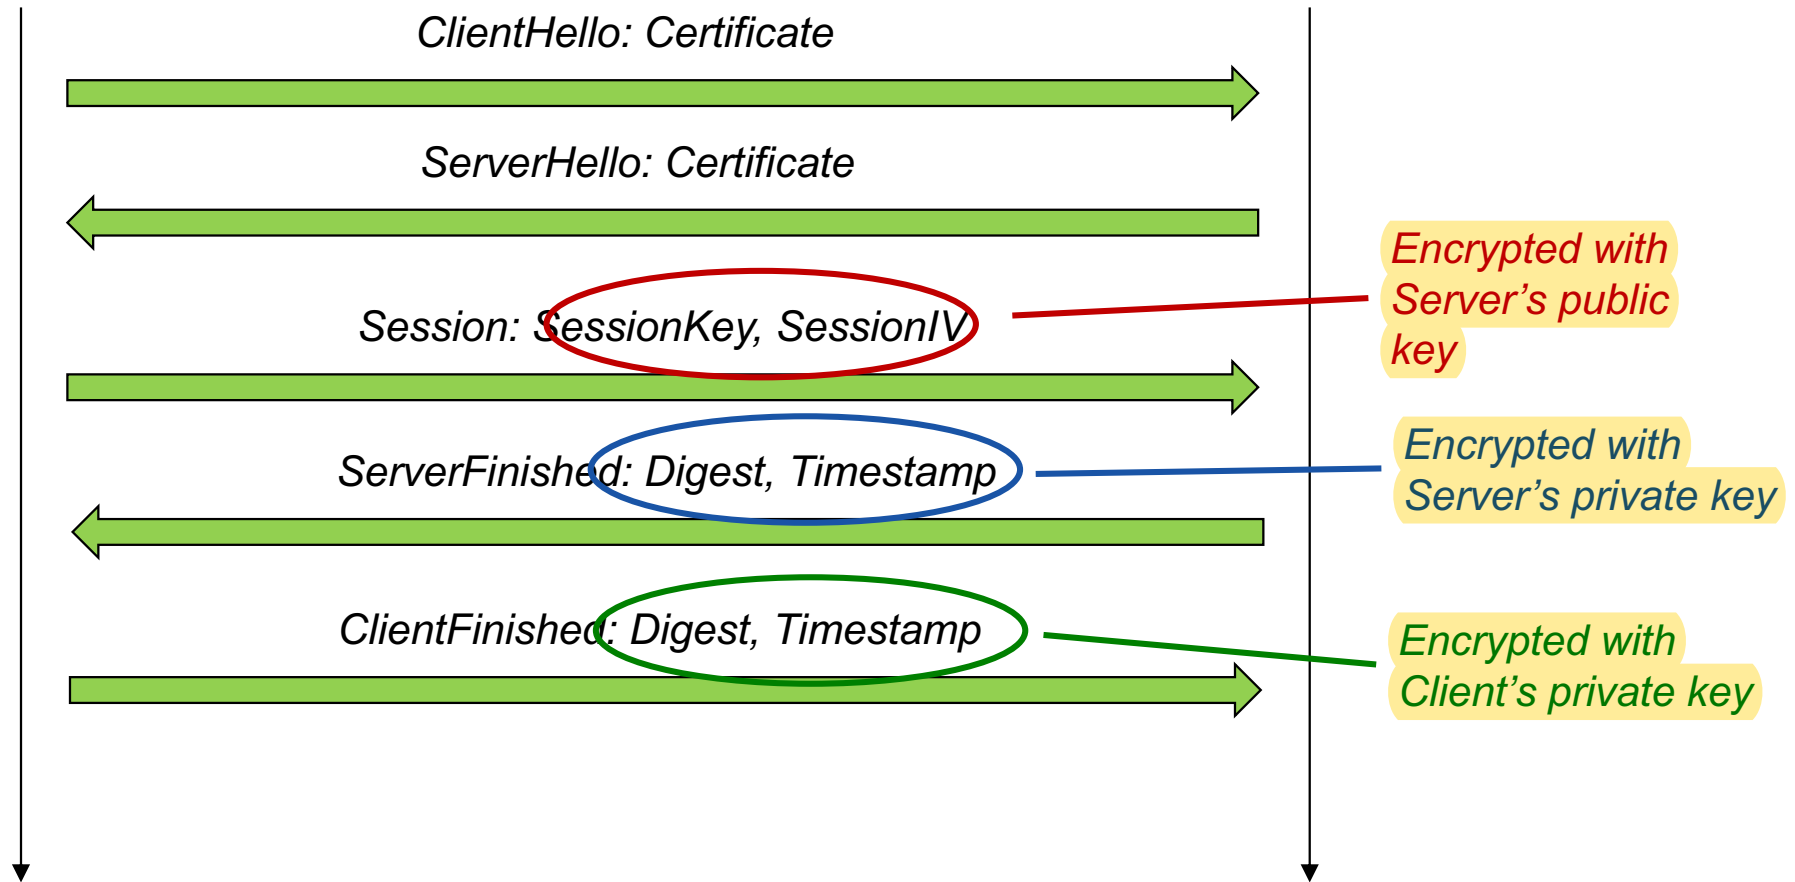 ClientHello: Certificate
ServerHello: Certificate
Encrypted with
Server’s public
key
Session: SessionKey, SessionIV
ServerFinished: Digest, Timestamp
Encrypted with
Server’s private key
ClientFinished: Digest, Timestamp
Encrypted with
Client’s private key